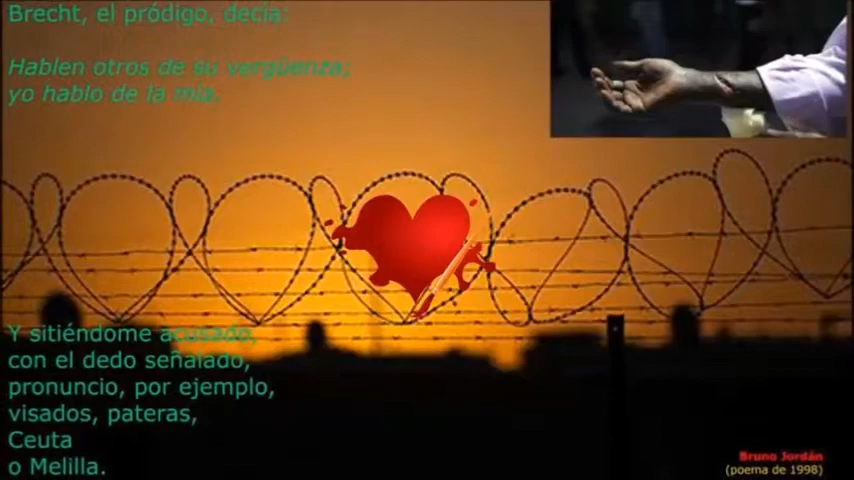 Brecht, el pródigo, decía:
Hablen otros de su vergüenza;
yo hablo de la mía.
Y sitiéndome acusado,
con el dedo señalado,
pronuncio, por ejemplo,
visados, pateras,
Ceuta
o Melilla.
Bruno Jordán
(poema de 1998)